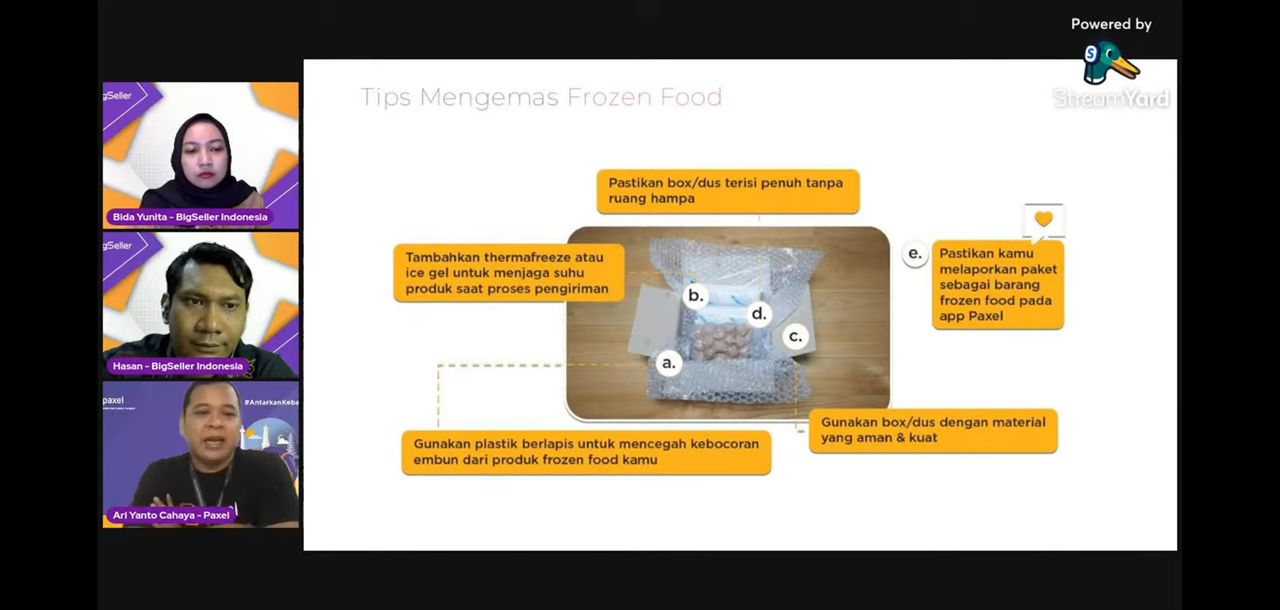 Powered by
StreamYard
Tips Mengemas Frozen Food
gSeller
Bida Yunita - BigSeller Indonesia
gSeller
Hasan - BigSeller Indonesia
paxel
#AntarkanKeba
Ari Yanto Cahaya - Paxel
Pastikan box/dus terisi penuh tanpa
ruang hampa
Tambahkan thermafreeze atau
ice gel untuk menjaga suhu
produk saat proses pengiriman
b.
d.
c.
a.
e.
Pastikan kamu
melaporkan paket
sebagai barang
frozen food pada
app Paxel
Gunakan plastik berlapis untuk mencegah kebocoran
embun dari produk frozen food kamu
Gunakan box/dus dengan material
yang aman & kuat